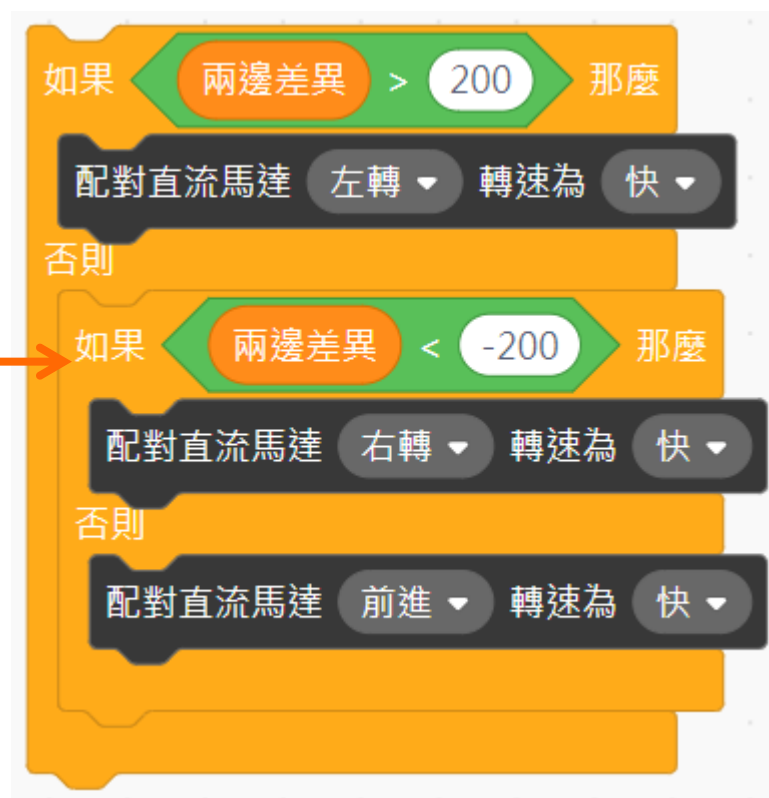 如果 兩邊差異 > 200 那麼
配對直流馬達 左轉 轉速為 快
否則
如果 兩邊差異 < -200 那麼
配對直流馬達 右轉 轉速為 快
否則
配對直流馬達 前進 轉速為 快